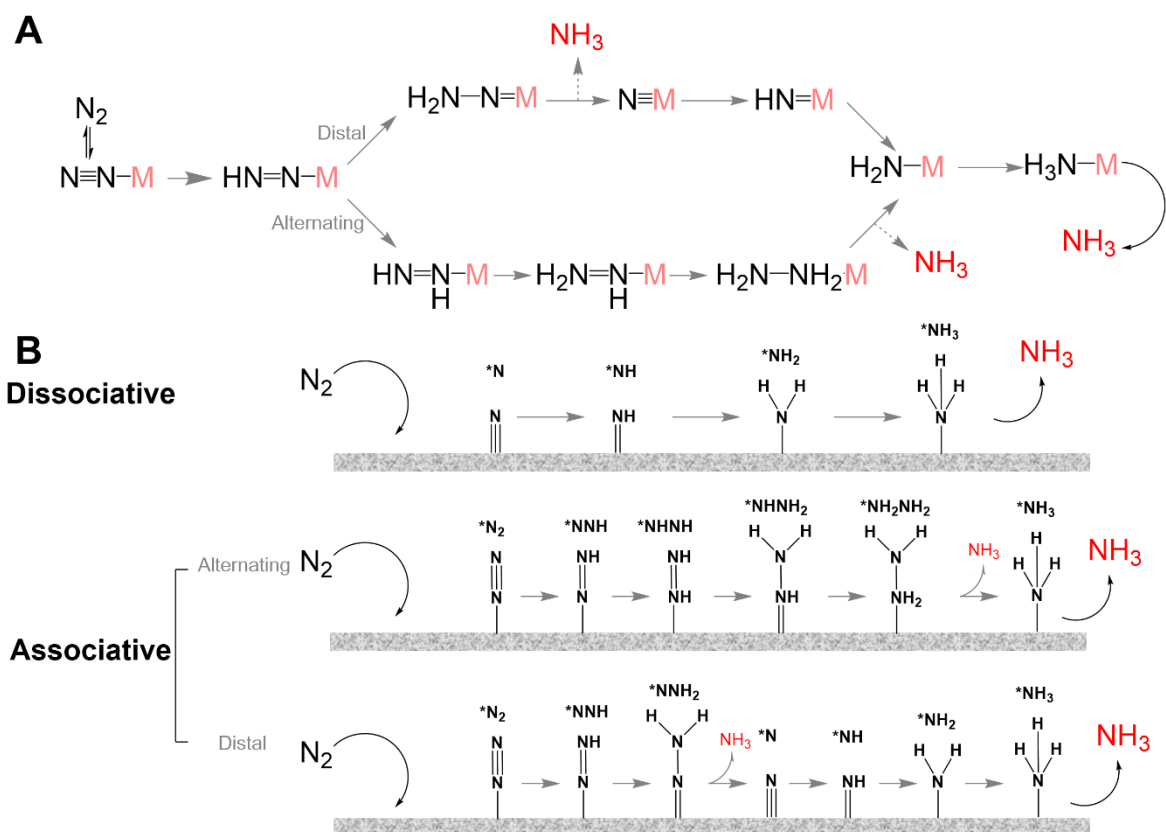 A
NH₃
N₂
H₂N–N=M
N≡M
HN=M
Distal
N≡N–M
HN=N–M
H₂N–M
H₃N–M
Alternating
NH₃
NH₃
HN=N–M
H
H₂N=N–M
H
H₂N–NH₂M
B
Dissociative
N₂
*N
*NH
*NH₂
*NH₃
NH₃
H
H H
H H
N
NH
N
N
Associative
Alternating
N₂
*N₂
*NNH
*NHNH
*NHNH₂
*NH₂NH₂
*NH₃
NH₃
NH₃
H H
H H
H
H H
N
NH
NH
N
N
N
N
N
NH
NH
NH₂
Distal
N₂
*N₂
*NNH
*NNH₂
*N
*NH
*NH₂
*NH₃
NH₃
NH₃
H H
H H
H
H H
N
NH
N
N
N
N
N
NH
N
N